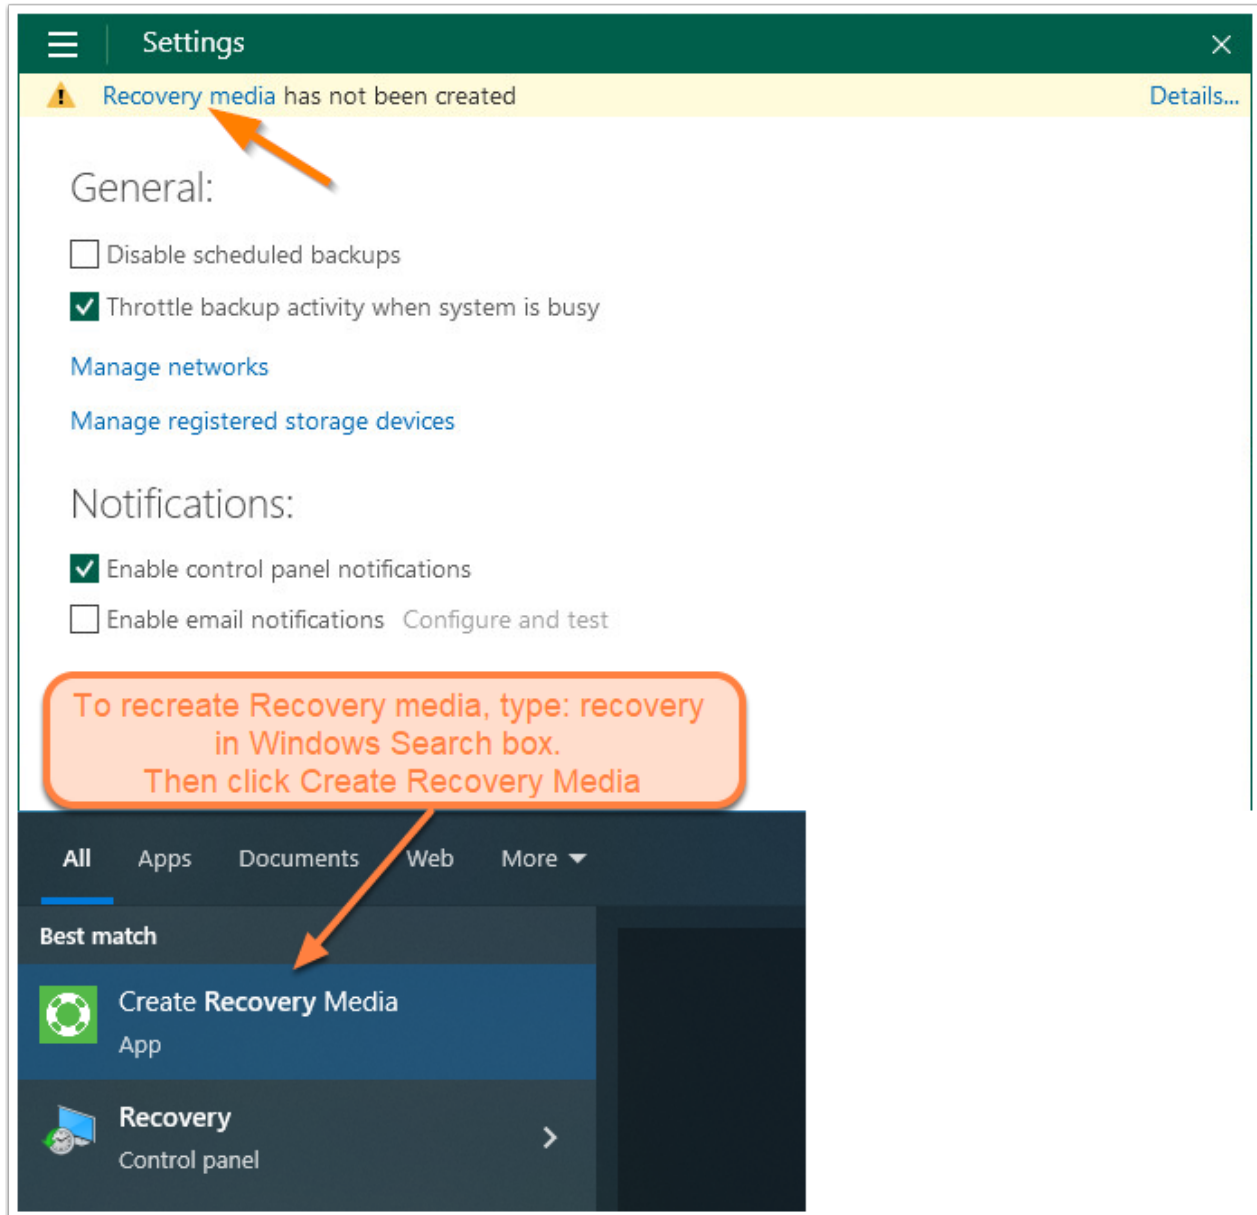 Settings
Recovery media has not been created Details...
General:
Disable scheduled backups
Throttle backup activity when system is busy
Manage networks
Manage registered storage devices
Notifications:
Enable control panel notifications
Enable email notifications Configure and test
To recreate Recovery media, type: recovery
in Windows Search box.
Then click Create Recovery Media
All Apps Documents Web More
Best match
Create Recovery Media
App
Recovery
Control panel